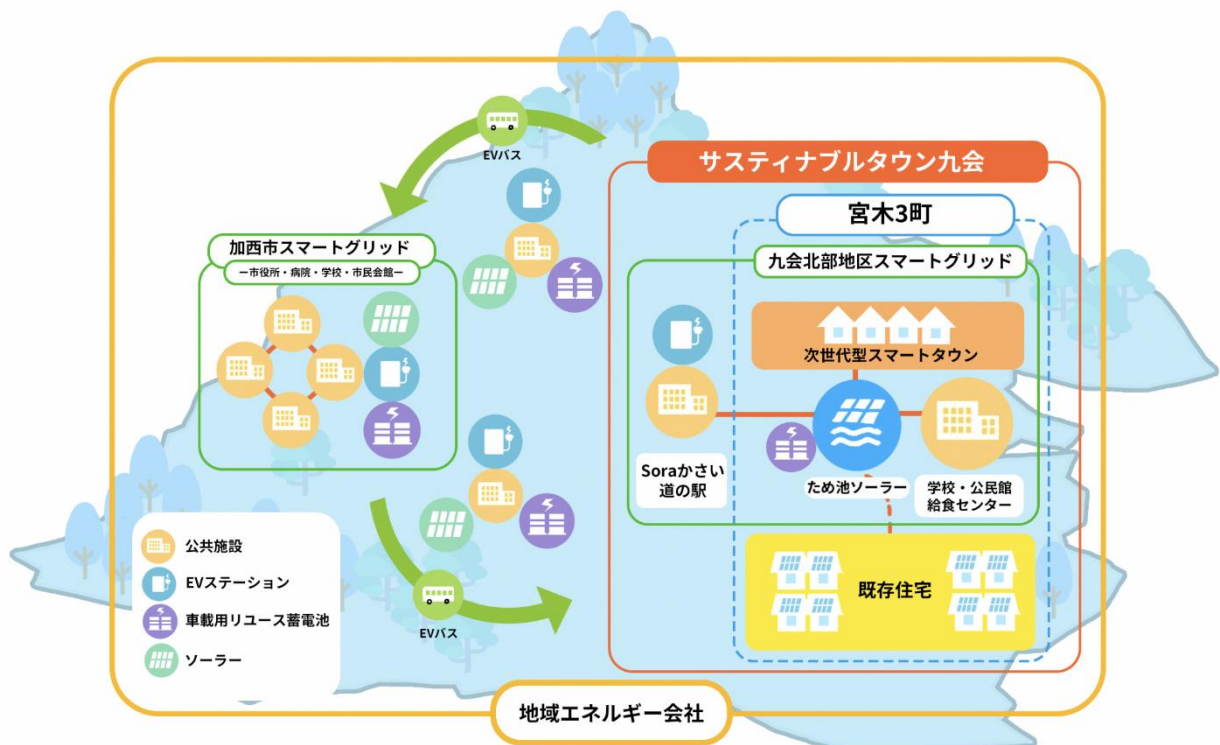 EVバス
サスティナブルタウン九会
宮木3町
加西市スマートグリッド
ー市役所・病院・学校・市民会館ー
九会北部地区スマートグリッド
次世代型スマートタウン
Soraかさい
道の駅
ため池ソーラー
学校・公民館
給食センター
既存住宅
公共施設
EVステーション
車載用リユース蓄電池
ソーラー
EVバス
地域エネルギー会社